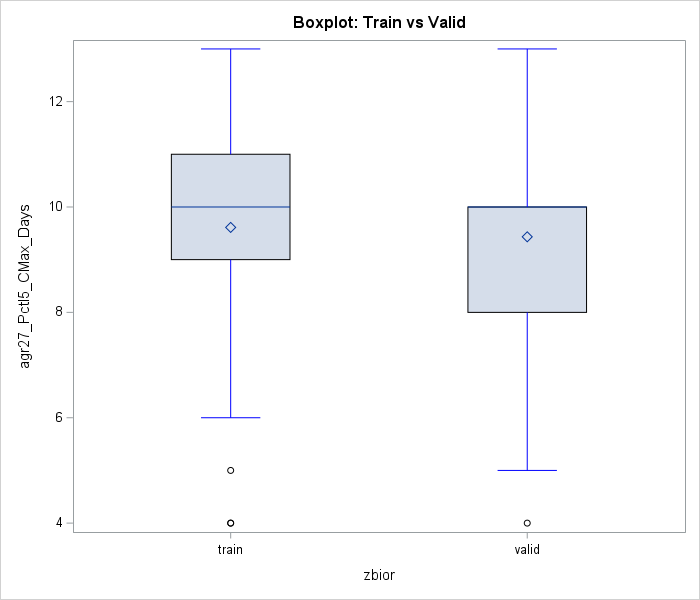 Boxplot: Train vs Valid
agr27_Pctl5_CMax_Days
12
10
8
6
4
train
valid
zbior